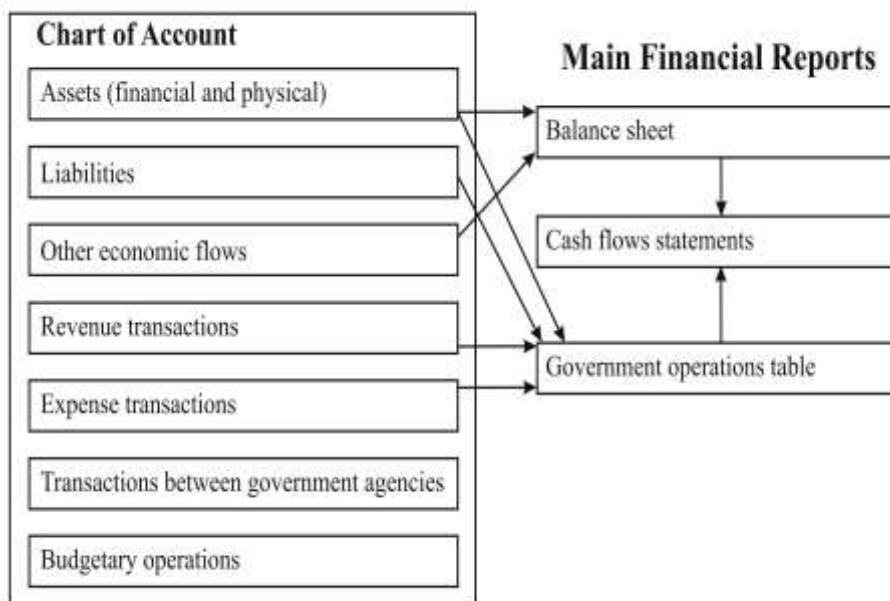 Chart of Account
Assets (financial and physical)
Liabilities
Other economic flows
Revenue transactions
Expense transactions
Transactions between government agencies
Budgetary operations
Main Financial Reports
Balance sheet
Cash flows statements
Government operations table